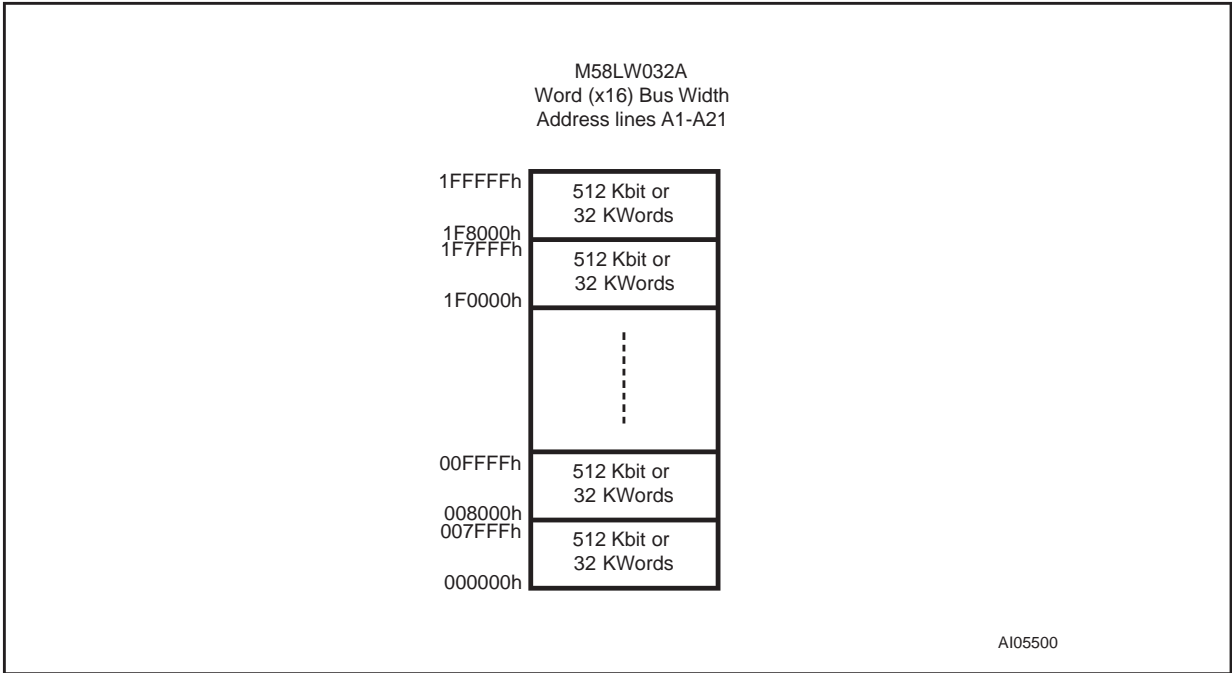 M58LW032A
Word (x16) Bus Width
Address lines A1-A21
1FFFFFh
512 Kbit or
32 KWords
1F8000h
1F7FFFh
512 Kbit or
32 KWords
1F0000h
00FFFFh
512 Kbit or
32 KWords
008000h
007FFFh
512 Kbit or
32 KWords
000000h
AI05500